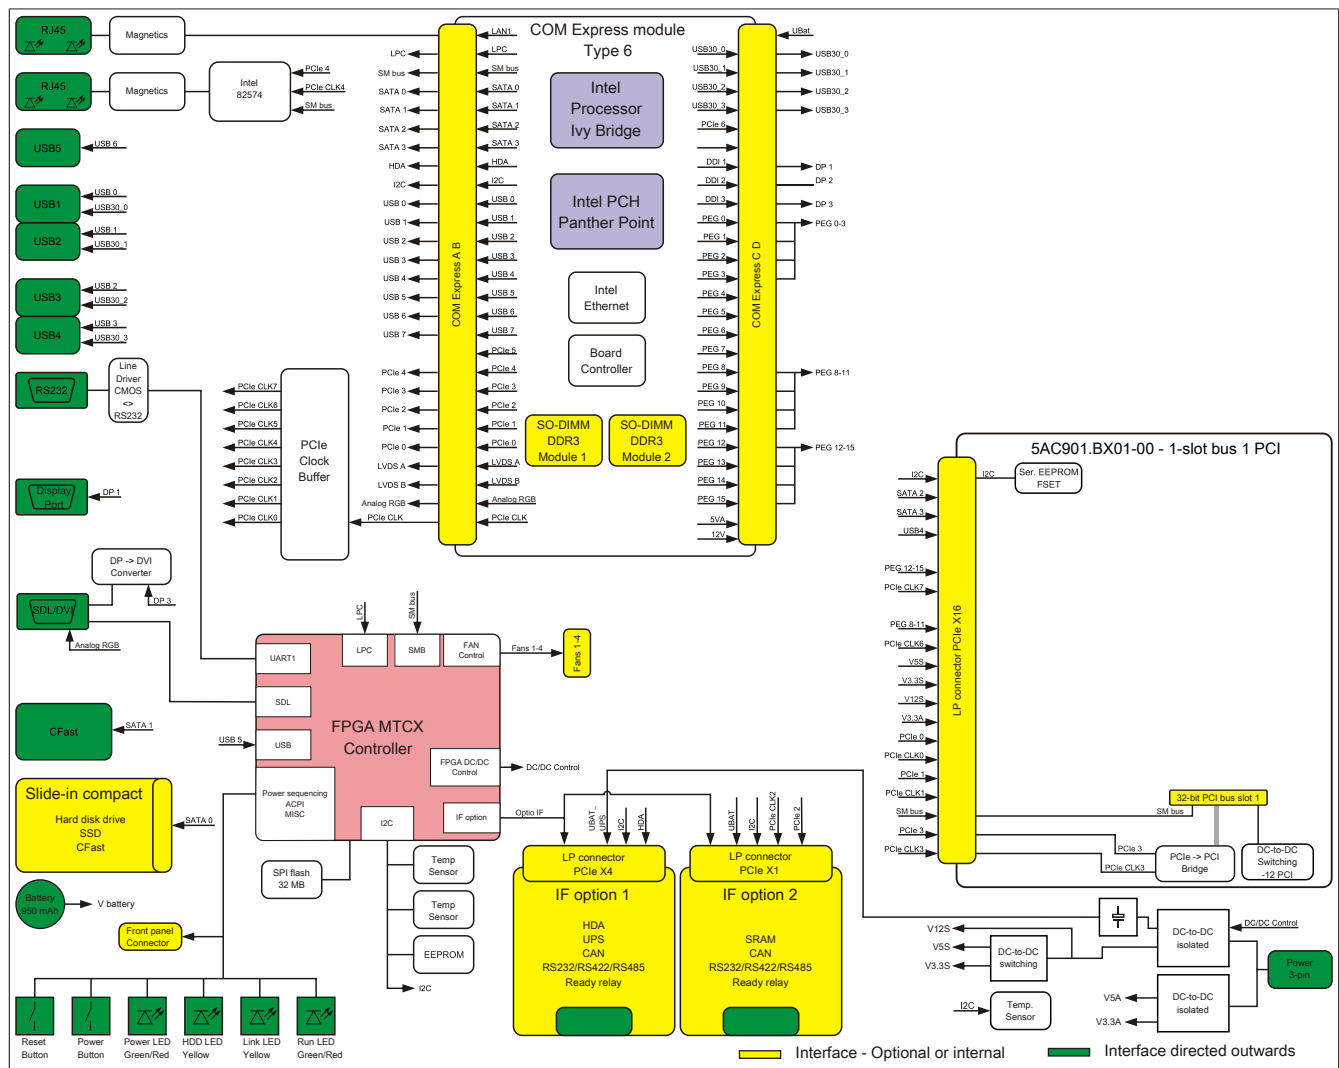 RJ45
Magnetics
RJ45
Magnetics
Intel
82574
PCIe 4
PCIe CLK4
SM bus
USB5
USB 6
USB1
USB 0
USB30_0
USB2
USB 1
USB30_1
USB3
USB 2
USB30_2
USB4
USB 3
USB30_3
RS232
Line
Driver
CMOS
<>
RS232
Display
Port
DP 1
DP -> DVI
Converter
DP 3
SDL/DVI
Analog RGB
CFast
SATA 1
Slide-in compact
Hard disk drive
SSD
CFast
SATA 0
Battery
950 mAh
V battery
Front panel
Connector
Reset
Button
Power
Button
Power LED
Green/Red
HDD LED
Yellow
Link LED
Yellow
Run LED
Green/Red
PCIe CLK7
PCIe CLK6
PCIe CLK5
PCIe CLK4
PCIe CLK3
PCIe CLK2
PCIe CLK1
PCIe CLK0
PCIe
Clock
Buffer
PCIe CLK
LPC
SM bus
SATA 0
SATA 1
SATA 2
SATA 3
HDA
I2C
USB 0
USB 1
USB 2
USB 3
USB 4
USB 5
USB 6
USB 7
PCIe 4
PCIe 3
PCIe 2
PCIe 1
PCIe 0
LVDS A
LVDS B
Analog RGB
COM Express A B
LAN1
LPC
SM bus
SATA 0
SATA 1
SATA 2
SATA 3
HDA
I2C
USB 0
USB 1
USB 2
USB 3
USB 4
USB 5
USB 6
USB 7
PCIe 5
PCIe 4
PCIe 3
PCIe 2
PCIe 1
PCIe 0
LVDS A
LVDS B
Analog RGB
PCIe CLK
COM Express module
Type 6
Intel
Processor
Ivy Bridge
Intel PCH
Panther Point
Intel
Ethernet
Board
Controller
SO-DIMM
DDR3
Module 1
SO-DIMM
DDR3
Module 2
USB30_0
USB30_1
USB30_2
USB30_3
PCIe 6
DDI 1
DDI 2
DDI 3
PEG 0
PEG 1
PEG 2
PEG 3
PEG 4
PEG 5
PEG 6
PEG 7
PEG 8
PEG 9
PEG 10
PEG 11
PEG 12
PEG 13
PEG 14
PEG 15
5VA
12V
COM Express C D
UBat
USB30_0
USB30_1
USB30_2
USB30_3
DP 1
DP 2
DP 3
PEG 0-3
PEG 8-11
PEG 12-15
5AC901.BX01-00 - 1-slot bus 1 PCI
I2C
SATA 2
SATA 3
USB4
PEG 12-15
PCIe CLK7
PEG 8-11
PCIe CLK6
V5S
V3.3S
V12S
V3.3A
PCIe 0
PCIe CLK0
PCIe 1
PCIe CLK1
SM bus
PCIe 3
PCIe CLK3
LP connector PCIe X16
I2C
Ser. EEPROM
FSET
32-bit PCI bus slot 1
SM bus
PCIe 3
PCIe CLK3
PCIe -> PCI
Bridge
DC-to-DC
Switching
-12 PCI
LPC
SM bus
UART1
LPC
SMB
FAN
Control
Fans 1-4
Fans 1-4
SDL
FPGA MTCX
Controller
USB 5
USB
FPGA DC/DC
Control
DC/DC Control
Power sequencing
ACPI
MISC
I2C
IF option
Optio IF
SPI flash
32 MB
Temp
Sensor
Temp
Sensor
EEPROM
I2C
UBAT_
UPS
I2C
HDA
LP connector
PCIe X4
IF option 1
HDA
UPS
CAN
RS232/RS422/RS485
Ready relay
UBAT
I2C
PCIe CLK2
PCIe 2
LP connector
PCIe X1
IF option 2
SRAM
CAN
RS232/RS422/RS485
Ready relay
V12S
V5S
V3.3S
DC-to-DC
switching
DC-to-DC
isolated
DC/DC Control
Power
3-pin
I2C
Temp.
Sensor
V5A
V3.3A
DC-to-DC
isolated
Interface - Optional or internal
Interface directed outwards